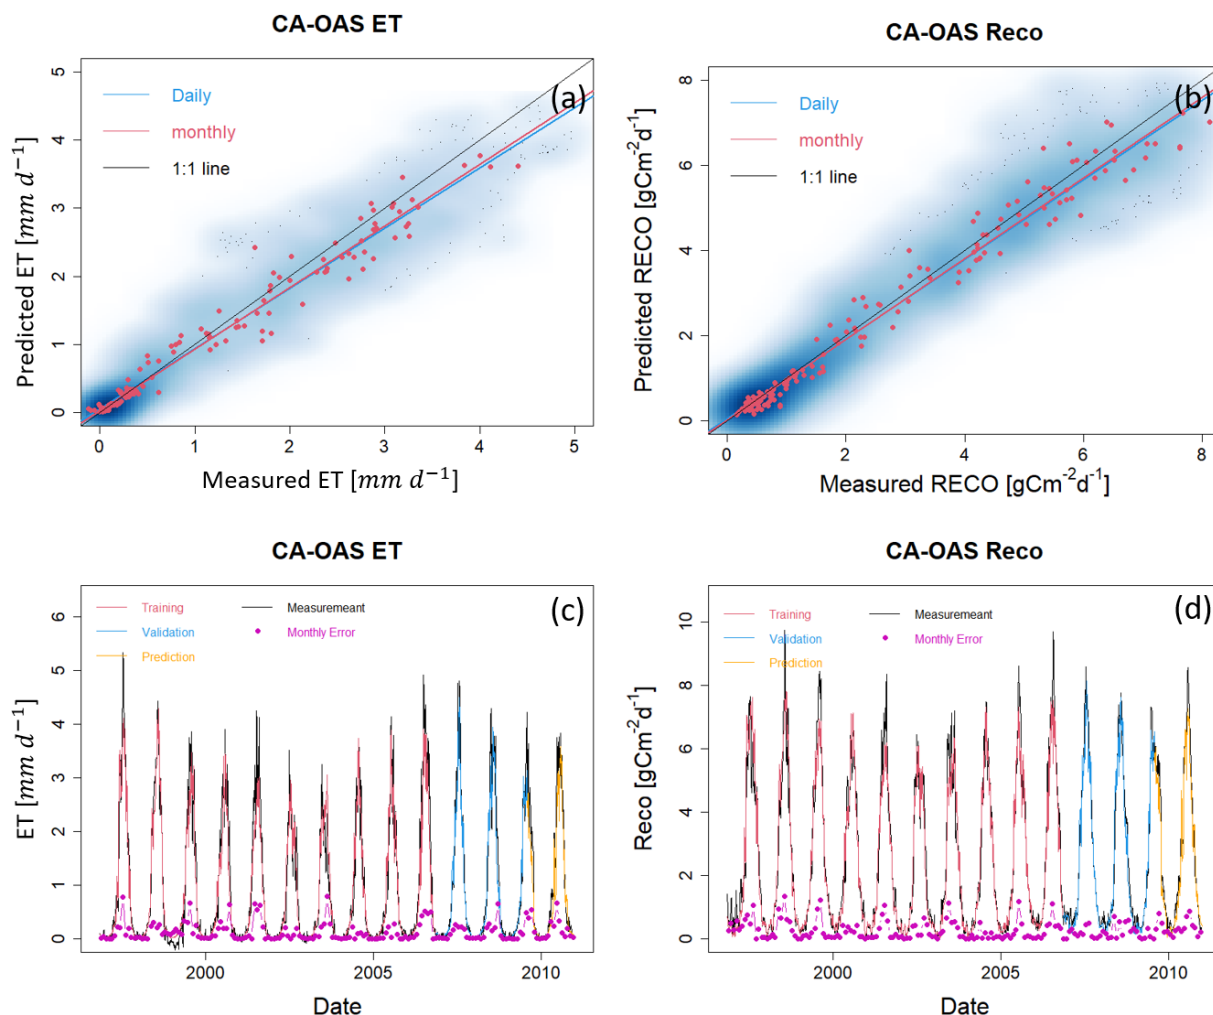 CA-OAS ET
(a)
Daily
monthly
1:1 line
5
4
3
2
1
0
Predicted ET [mm d⁻¹]
0 1 2 3 4 5
Measured ET [mm d⁻¹]
CA-OAS Reco
(b)
Daily
monthly
1:1 line
8
6
4
2
0
Predicted RECO [gCm⁻²d⁻¹]
0 2 4 6 8
Measured RECO [gCm⁻²d⁻¹]
CA-OAS ET
(c)
Training Measuremeant
Validation Monthly Error
Prediction
6
5
4
3
2
1
0
ET [mm d⁻¹]
2000 2005 2010
Date
CA-OAS Reco
(d)
Training Measuremeant
Validation Monthly Error
Prediction
10
8
6
4
2
0
Reco [gCm⁻²d⁻¹]
2000 2005 2010
Date